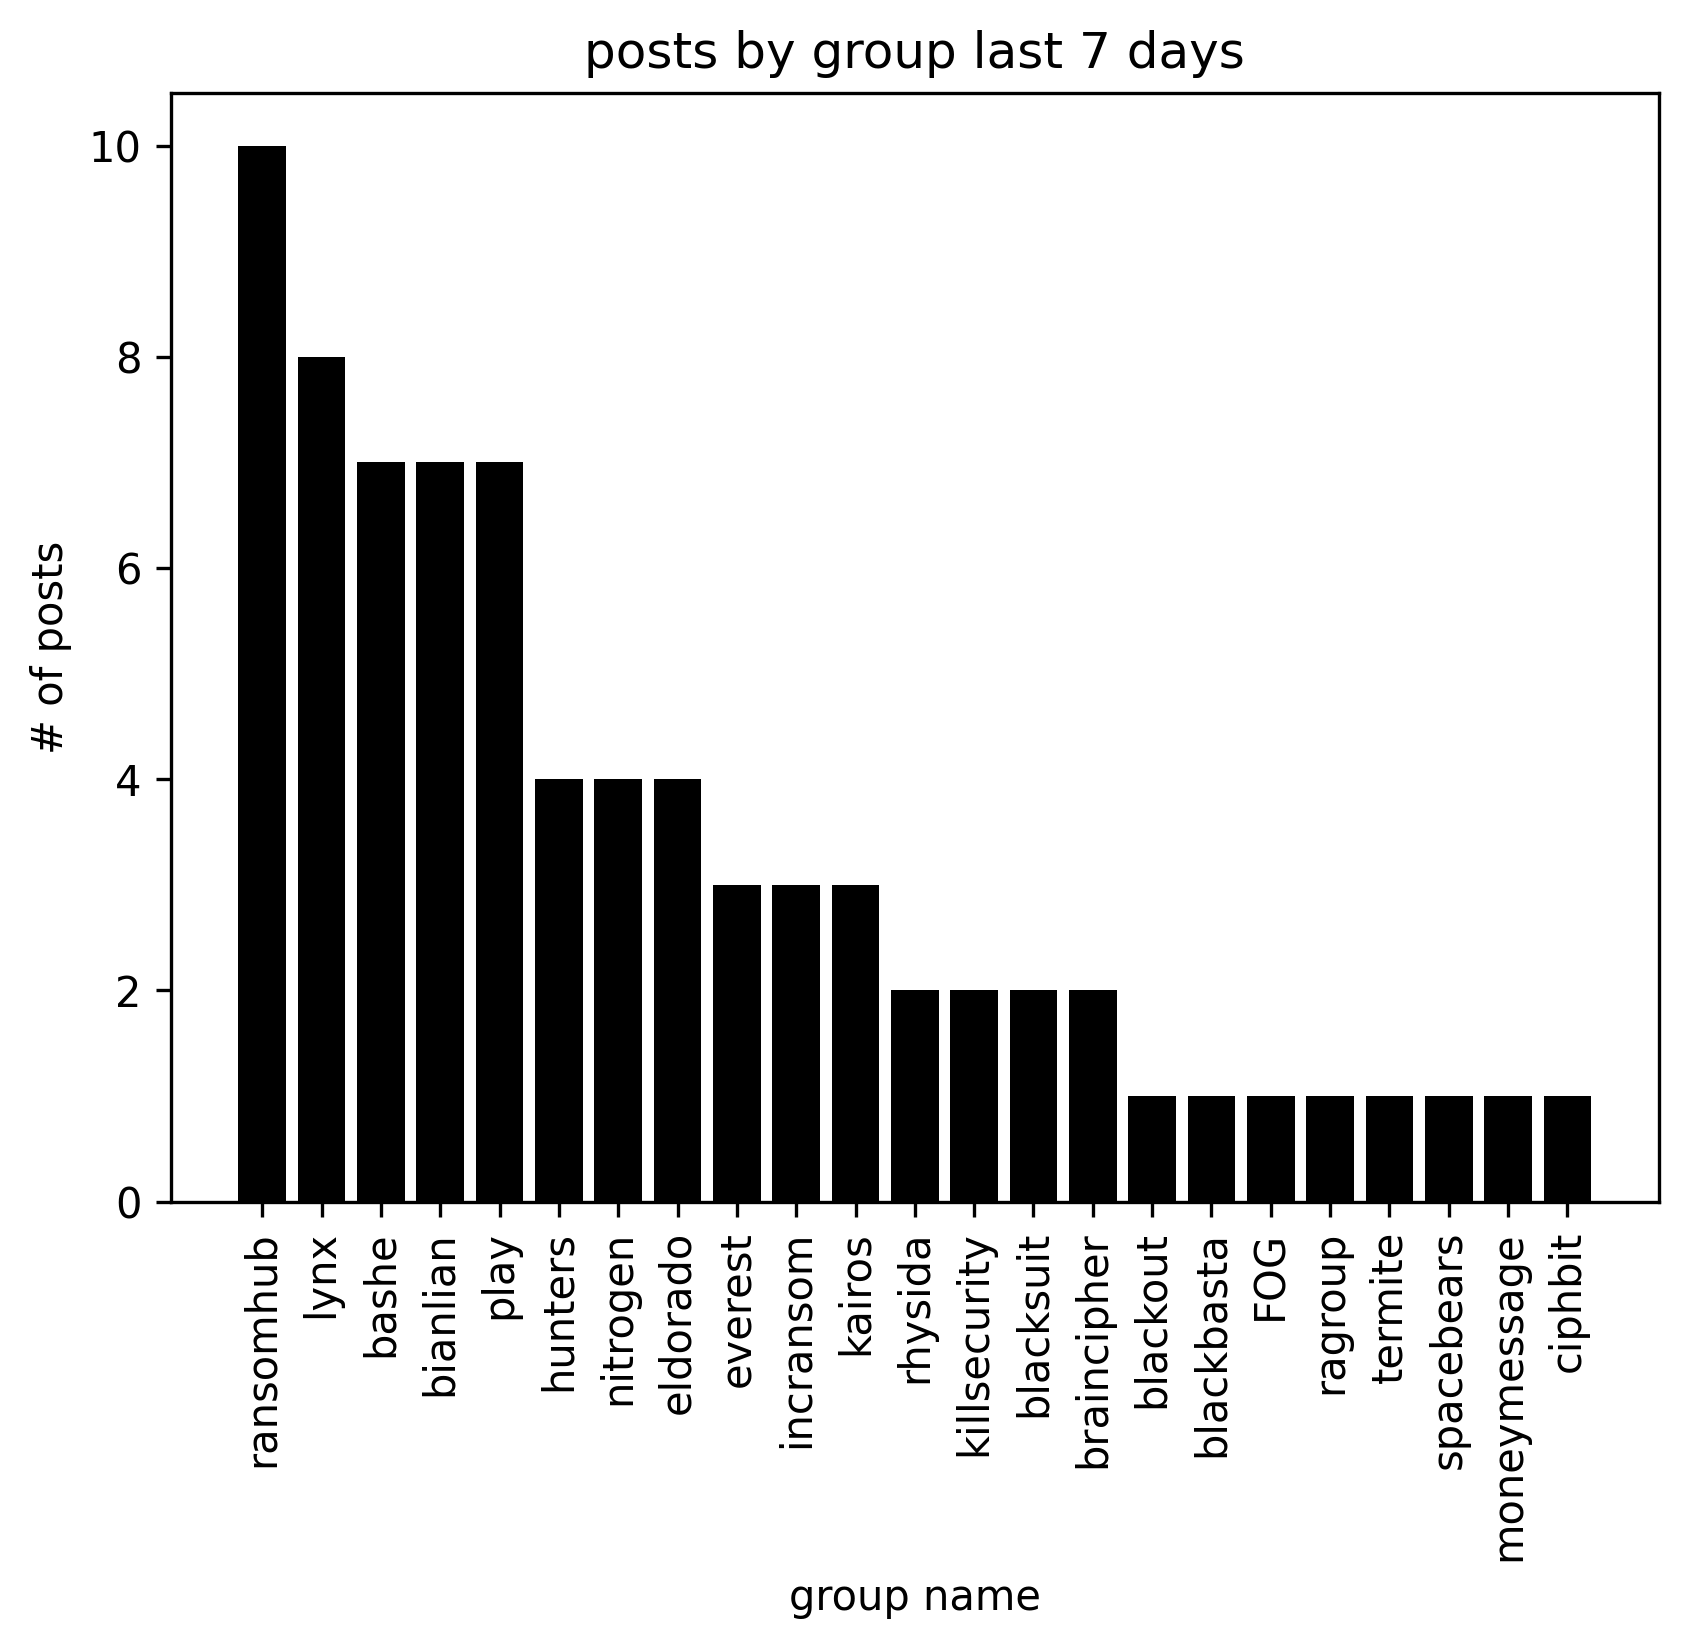 posts by group last 7 days
# of posts
10
8
6
4
2
0
ransomhub
lynx
bashe
bianlian
play
hunters
nitrogen
eldorado
everest
incransom
kairos
rhysida
killsecurity
blacksuit
braincipher
blackout
blackbasta
FOG
ragroup
termite
spacebears
moneymessage
ciphbit
group name